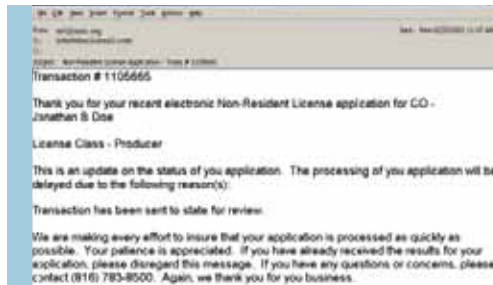 Transaction # 1105665
Thank you for your recent electronic Non-Resident License application for CO -
Jonathan S Doe
License Class - Producer
This is an update on the status of you application. The processing of you application will be
delayed due to the following reason(s):
Transaction has been sent to state for review.
We are making every effort to insure that your application is processed as quickly as
possible. Your patience is appreciated. If you have already received the results for your
application, please disregard this message. If you have any questions or concerns, please
contact (816) 783-8500. Again, we thank you for you business.